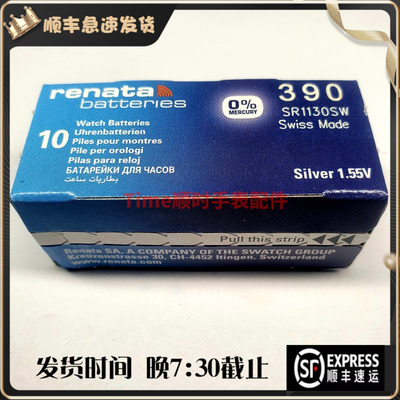 顺丰急速发货
renata
batteries
Watch Batteries
10 Uhrenbatterien
Piles pour montres
Pile per orologi
Pilas para reloj
БАТАРЕЙКИ ДЛЯ ЧАСОВ
بطاريات ساعت
0%
MERCURY
390
SR1130SW
Swiss Made
Silver 1.55V
Time顺时手表配件
Pull this strip
Renata SA, A COMPANY OF THE SWATCH GROUP
Kreuzenstrasse 30, CH-4452 Itingen, Switzerland
www.renata.com
发货时间 晚7:30截止
SF EXPRESS
顺丰速运